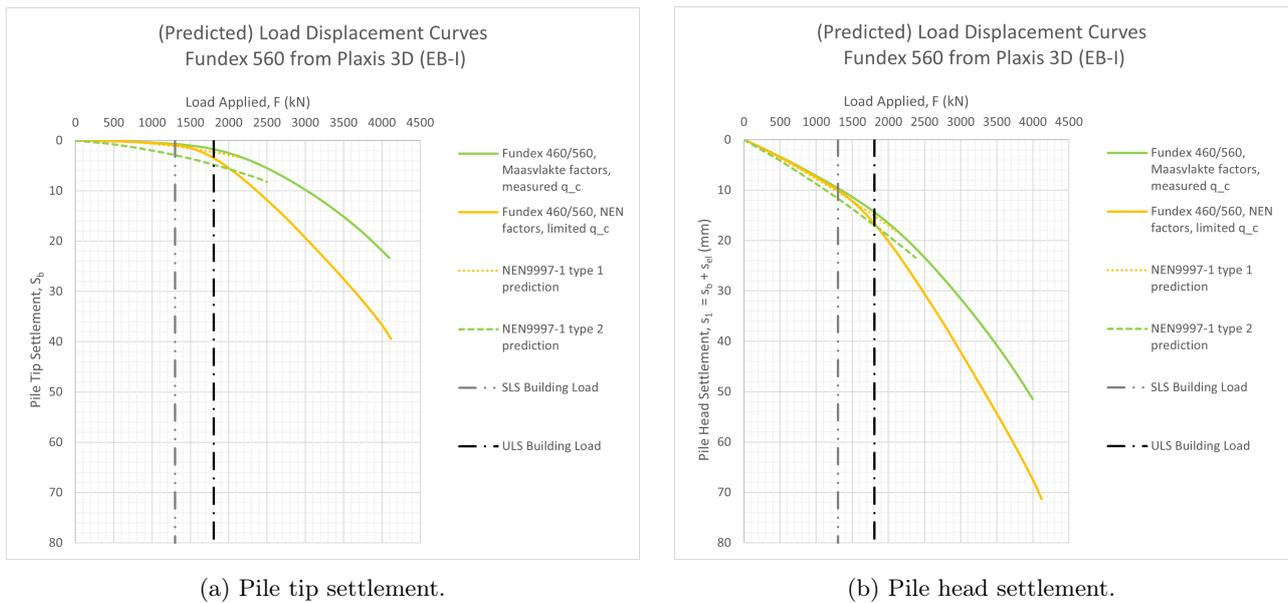 (Predicted) Load Displacement Curves
Fundex 560 from Plaxis 3D (EB-I)
Load Applied, F (kN)
0 500 1000 1500 2000 2500 3000 3500 4000 4500
0
10
20
30
40
50
60
70
80
Pile Tip Settlement, S_b
Fundex 460/560,
Maasvlakte factors,
measured q_c
Fundex 460/560, NEN
factors, limited q_c
NEN9997-1 type 1
prediction
NEN9997-1 type 2
prediction
SLS Building Load
ULS Building Load
(a) Pile tip settlement.
(Predicted) Load Displacement Curves
Fundex 560 from Plaxis 3D (EB-I)
Load Applied, F (kN)
0 500 1000 1500 2000 2500 3000 3500 4000 4500
0
10
20
30
40
50
60
70
80
Pile Head Settlement, s_1 = s_b + s_el (mm)
Fundex 460/560,
Maasvlakte factors,
measured q_c
Fundex 460/560, NEN
factors, limited q_c
NEN9997-1 type 1
prediction
NEN9997-1 type 2
prediction
SLS Building Load
ULS Building Load
(b) Pile head settlement.